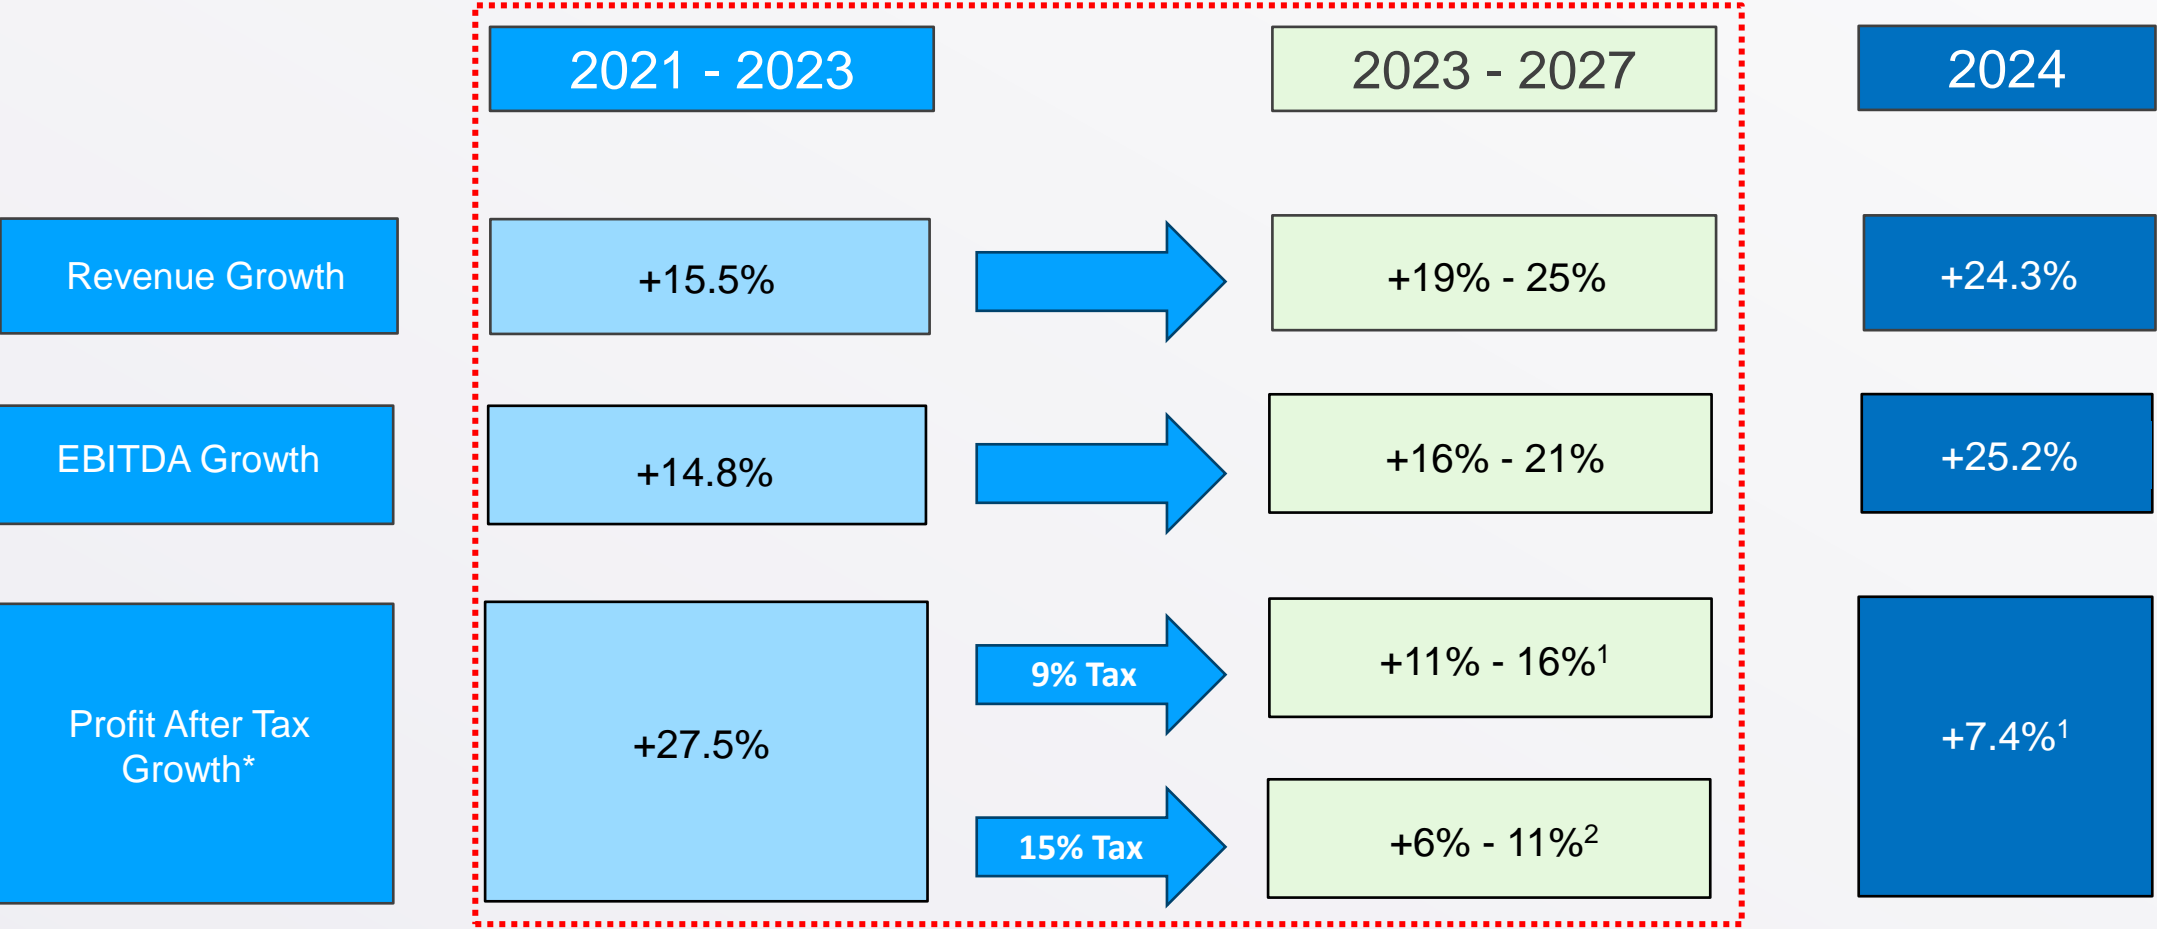 2021 - 2023
2023 - 2027
2024
Revenue Growth
+15.5%
+19% - 25%
+24.3%
EBITDA Growth
+14.8%
+16% - 21%
+25.2%
Profit After Tax
Growth*
+27.5%
9% Tax
+11% - 16%¹
15% Tax
+6% - 11%²
+7.4%¹